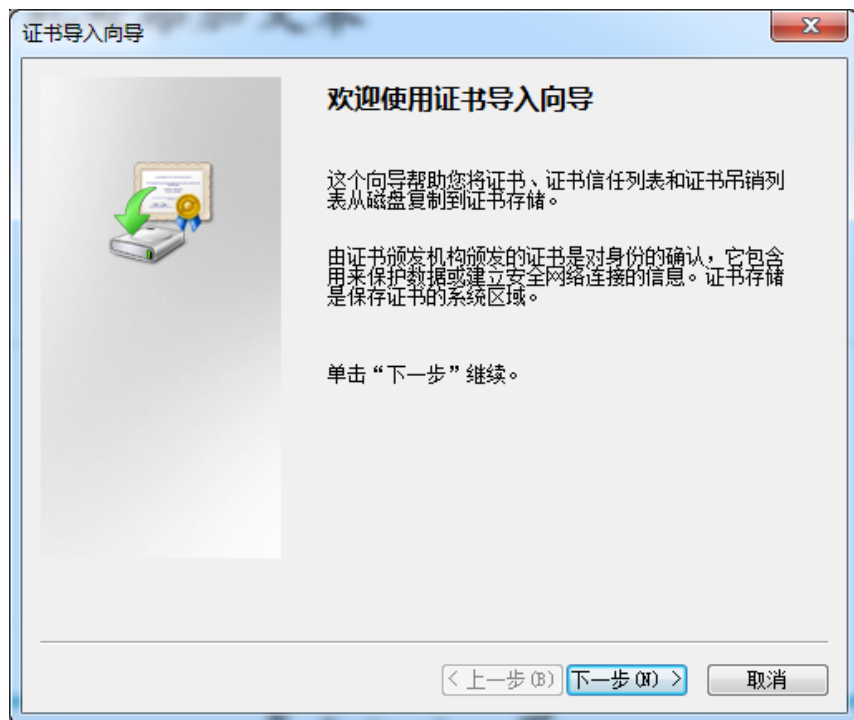 证书导入向导
欢迎使用证书导入向导
这个向导帮助您将证书、证书信任列表和证书吊销列
表从磁盘复制到证书存储。
由证书颁发机构颁发的证书是对身份的确认，它包含
用来保护数据或建立安全网络连接的信息。证书存储
是保存证书的系统区域。
单击“下一步”继续。
< 上一步(B) 下一步(N) > 取消